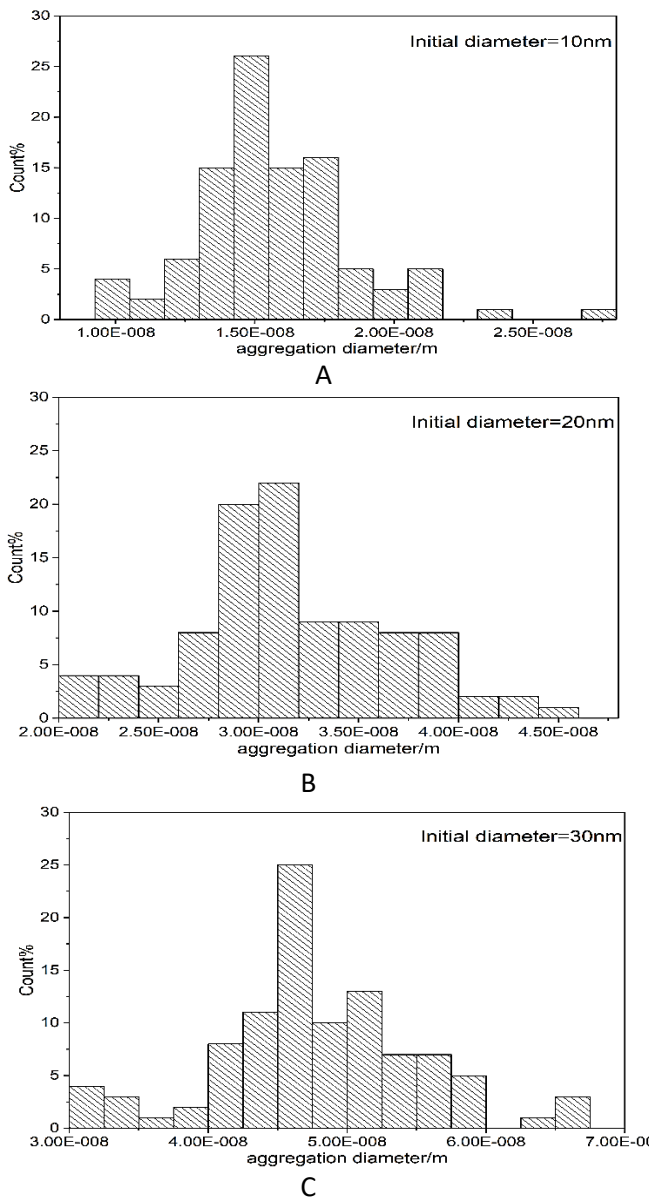 30
Initial diameter=10nm
25
20
15
10
5
0
Count%
1.00E-008 1.50E-008 2.00E-008 2.50E-008
aggregation diameter/m
A
30
Initial diameter=20nm
25
20
15
10
5
0
Count%
2.00E-008 2.50E-008 3.00E-008 3.50E-008 4.00E-008 4.50E-008
aggregation diameter/m
B
30
Initial diameter=30nm
25
20
15
10
5
0
Count%
3.00E-008 4.00E-008 5.00E-008 6.00E-008 7.00E-0
aggregation diameter/m
C